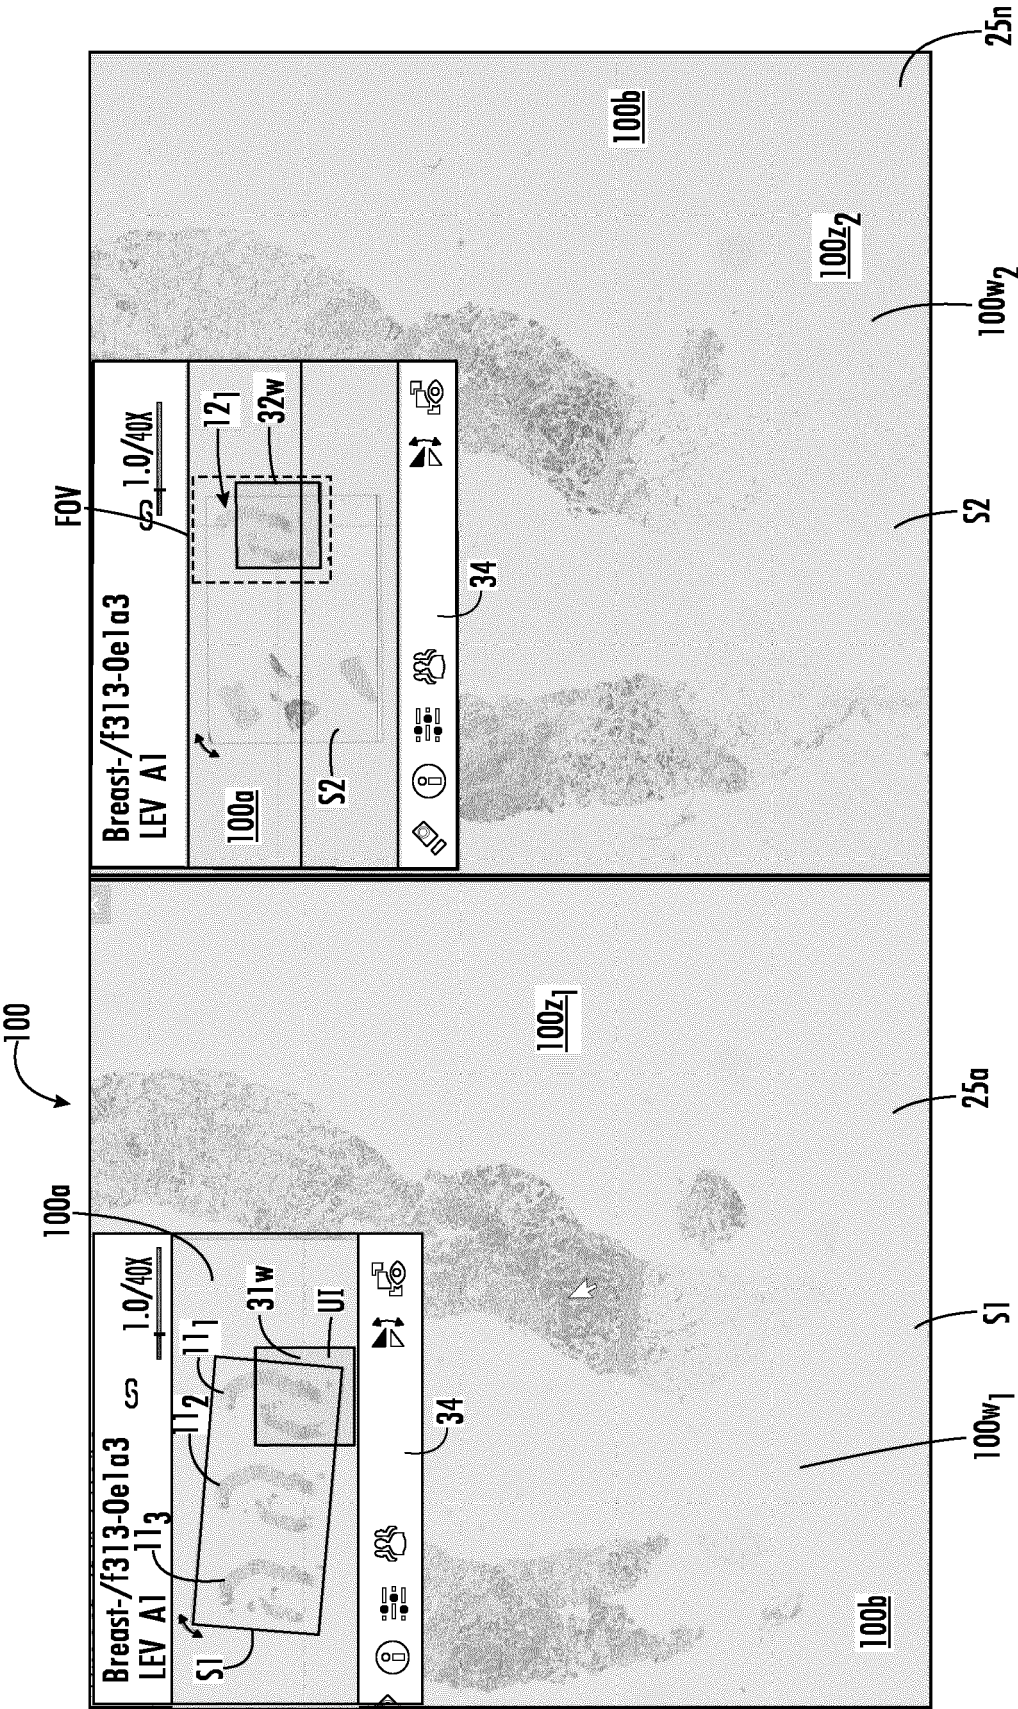 100
Breast-/f313-0e1a3
LEV A1
1.0/40X
S1
11₃
11₂
11₁
100a
31w
UI
34
100z₁
100b
100w₁
S1
25a
Breast-/f313-0e1a3
LEV A1
1.0/40X
FOV
100a
S2
12₁
32w
34
100b
100z₂
S2
100w₂
25n